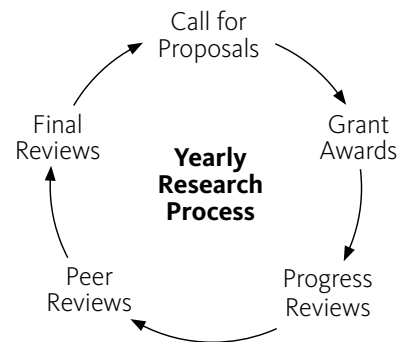 Call for
Proposals
Grant
Awards
Progress
Reviews
Peer
Reviews
Final
Reviews
Yearly
Research
Process